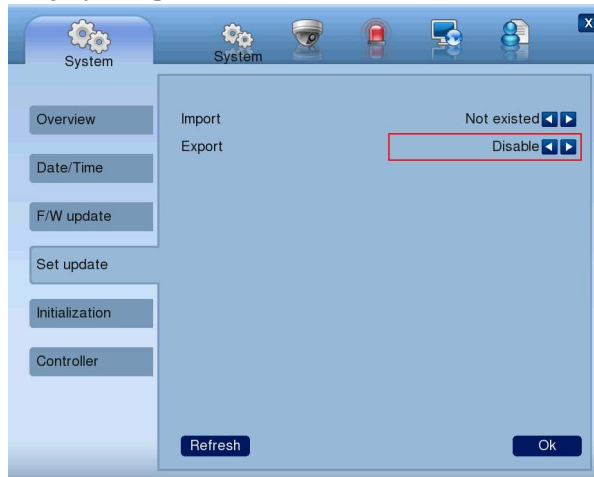 System
System
X
Overview
Import Not existed
Export Disable
Date/Time
F/W update
Set update
Initialization
Controller
Refresh Ok